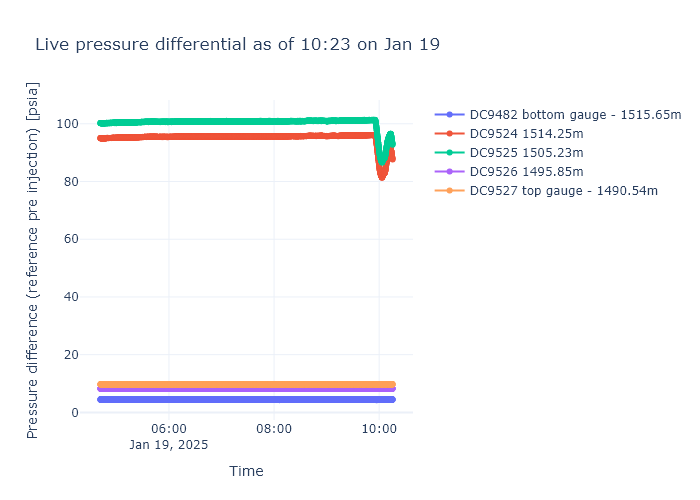 Live pressure differential as of 10:23 on Jan 19
Pressure difference (reference pre injection) [psia]
100
80
60
40
20
0
06:00
Jan 19, 2025
08:00
10:00
Time
DC9482 bottom gauge - 1515.65m
DC9524 1514.25m
DC9525 1505.23m
DC9526 1495.85m
DC9527 top gauge - 1490.54m